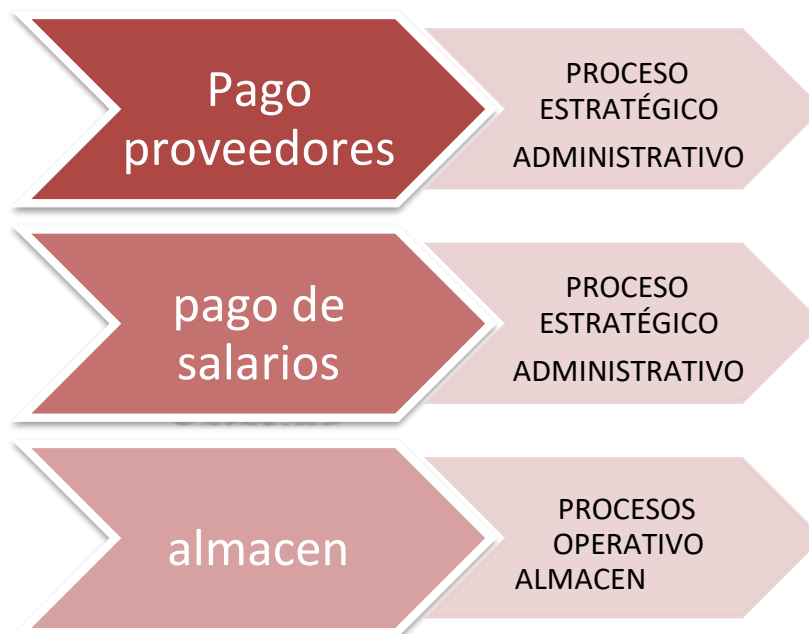 Pago
proveedores
PROCESO
ESTRATÉGICO
ADMINISTRATIVO
pago de
salarios
PROCESO
ESTRATÉGICO
ADMINISTRATIVO
almacen
PROCESOS
OPERATIVO
ALMACEN